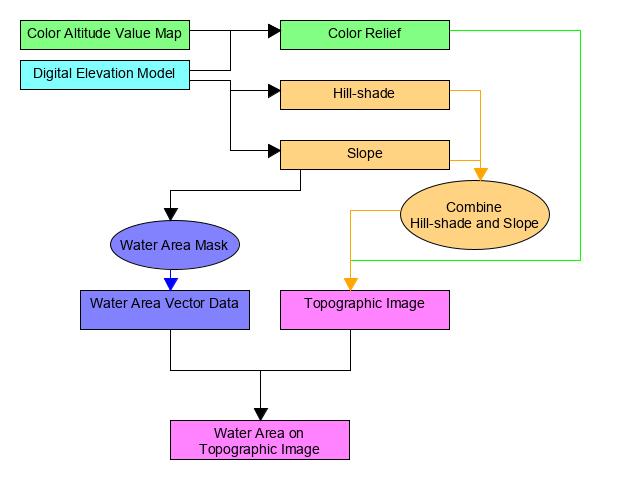 Color Altitude Value Map
Color Relief
Digital Elevation Model
Hill-shade
Slope
Combine
Hill-shade and Slope
Water Area Mask
Water Area Vector Data
Topographic Image
Water Area on
Topographic Image